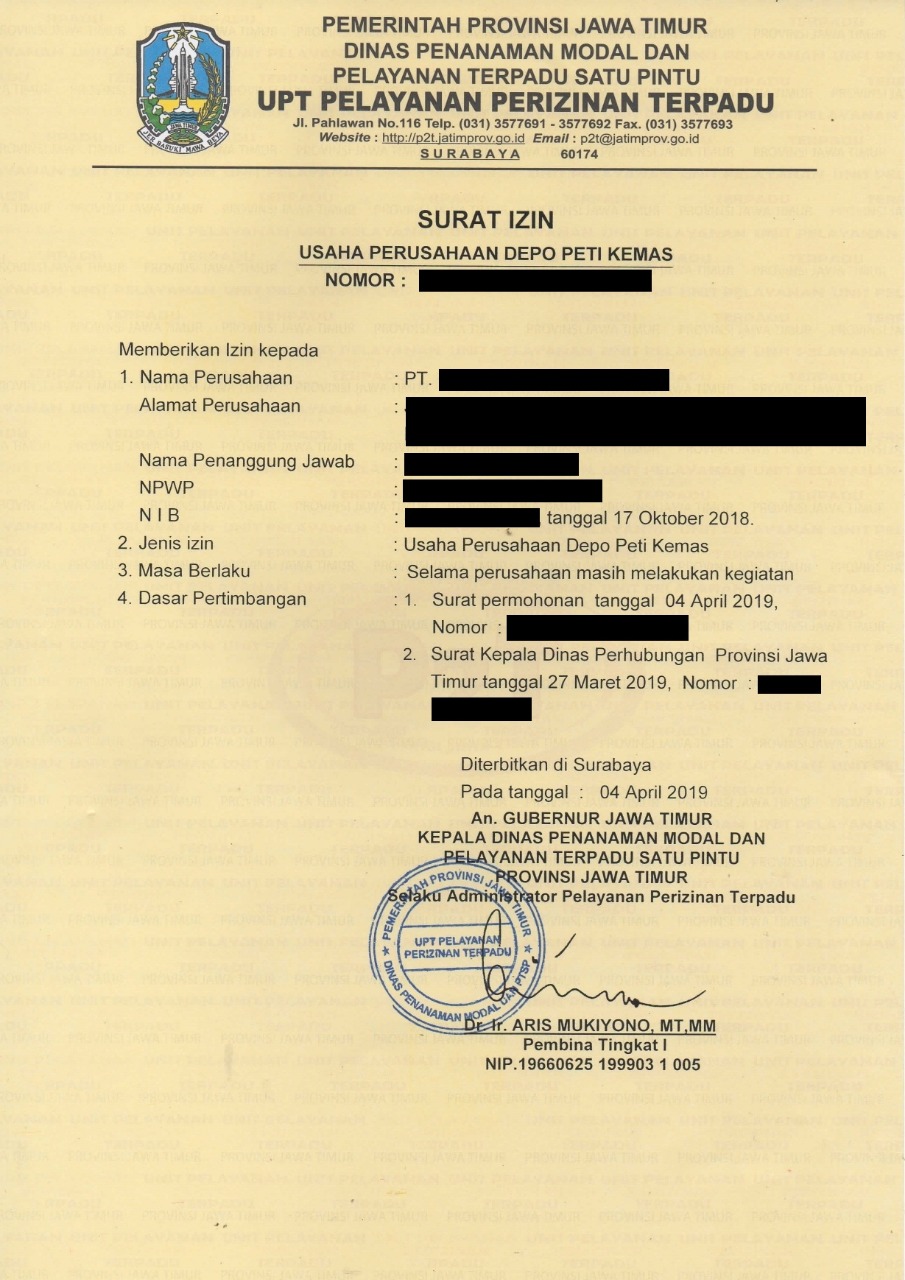 PEMERINTAH PROVINSI JAWA TIMUR
DINAS PENANAMAN MODAL DAN
PELAYANAN TERPADU SATU PINTU
UPT PELAYANAN PERIZINAN TERPADU
Jl. Pahlawan No.116 Telp. (031) 3577691 - 3577692 Fax. (031) 3577693
Website : http://p2t.jatimprov.go.id Email : p2t@jatimprov.go.id
SURABAYA 60174
JAWA TIMUR
JER BASUKI MAWA BEYA
SURAT IZIN
USAHA PERUSAHAAN DEPO PETI KEMAS
NOMOR :
Memberikan Izin kepada
1. Nama Perusahaan : PT.
Alamat Perusahaan :
Nama Penanggung Jawab :
NPWP :
N I B : , tanggal 17 Oktober 2018.
2. Jenis izin : Usaha Perusahaan Depo Peti Kemas
3. Masa Berlaku : Selama perusahaan masih melakukan kegiatan
4. Dasar Pertimbangan : 1. Surat permohonan tanggal 04 April 2019,
Nomor :
2. Surat Kepala Dinas Perhubungan Provinsi Jawa
Timur tanggal 27 Maret 2019, Nomor :
Diterbitkan di Surabaya
Pada tanggal : 04 April 2019
An. GUBERNUR JAWA TIMUR
KEPALA DINAS PENANAMAN MODAL DAN
PELAYANAN TERPADU SATU PINTU
PROVINSI JAWA TIMUR
Selaku Administrator Pelayanan Perizinan Terpadu
PEMERINTAH PROVINSI JAWA TIMUR
UPT PELAYANAN
PERIZINAN TERPADU
DINAS PENANAMAN MODAL DAN PTSP
Dr. Ir. ARIS MUKIYONO, MT,MM
Pembina Tingkat I
NIP.19660625 199903 1 005